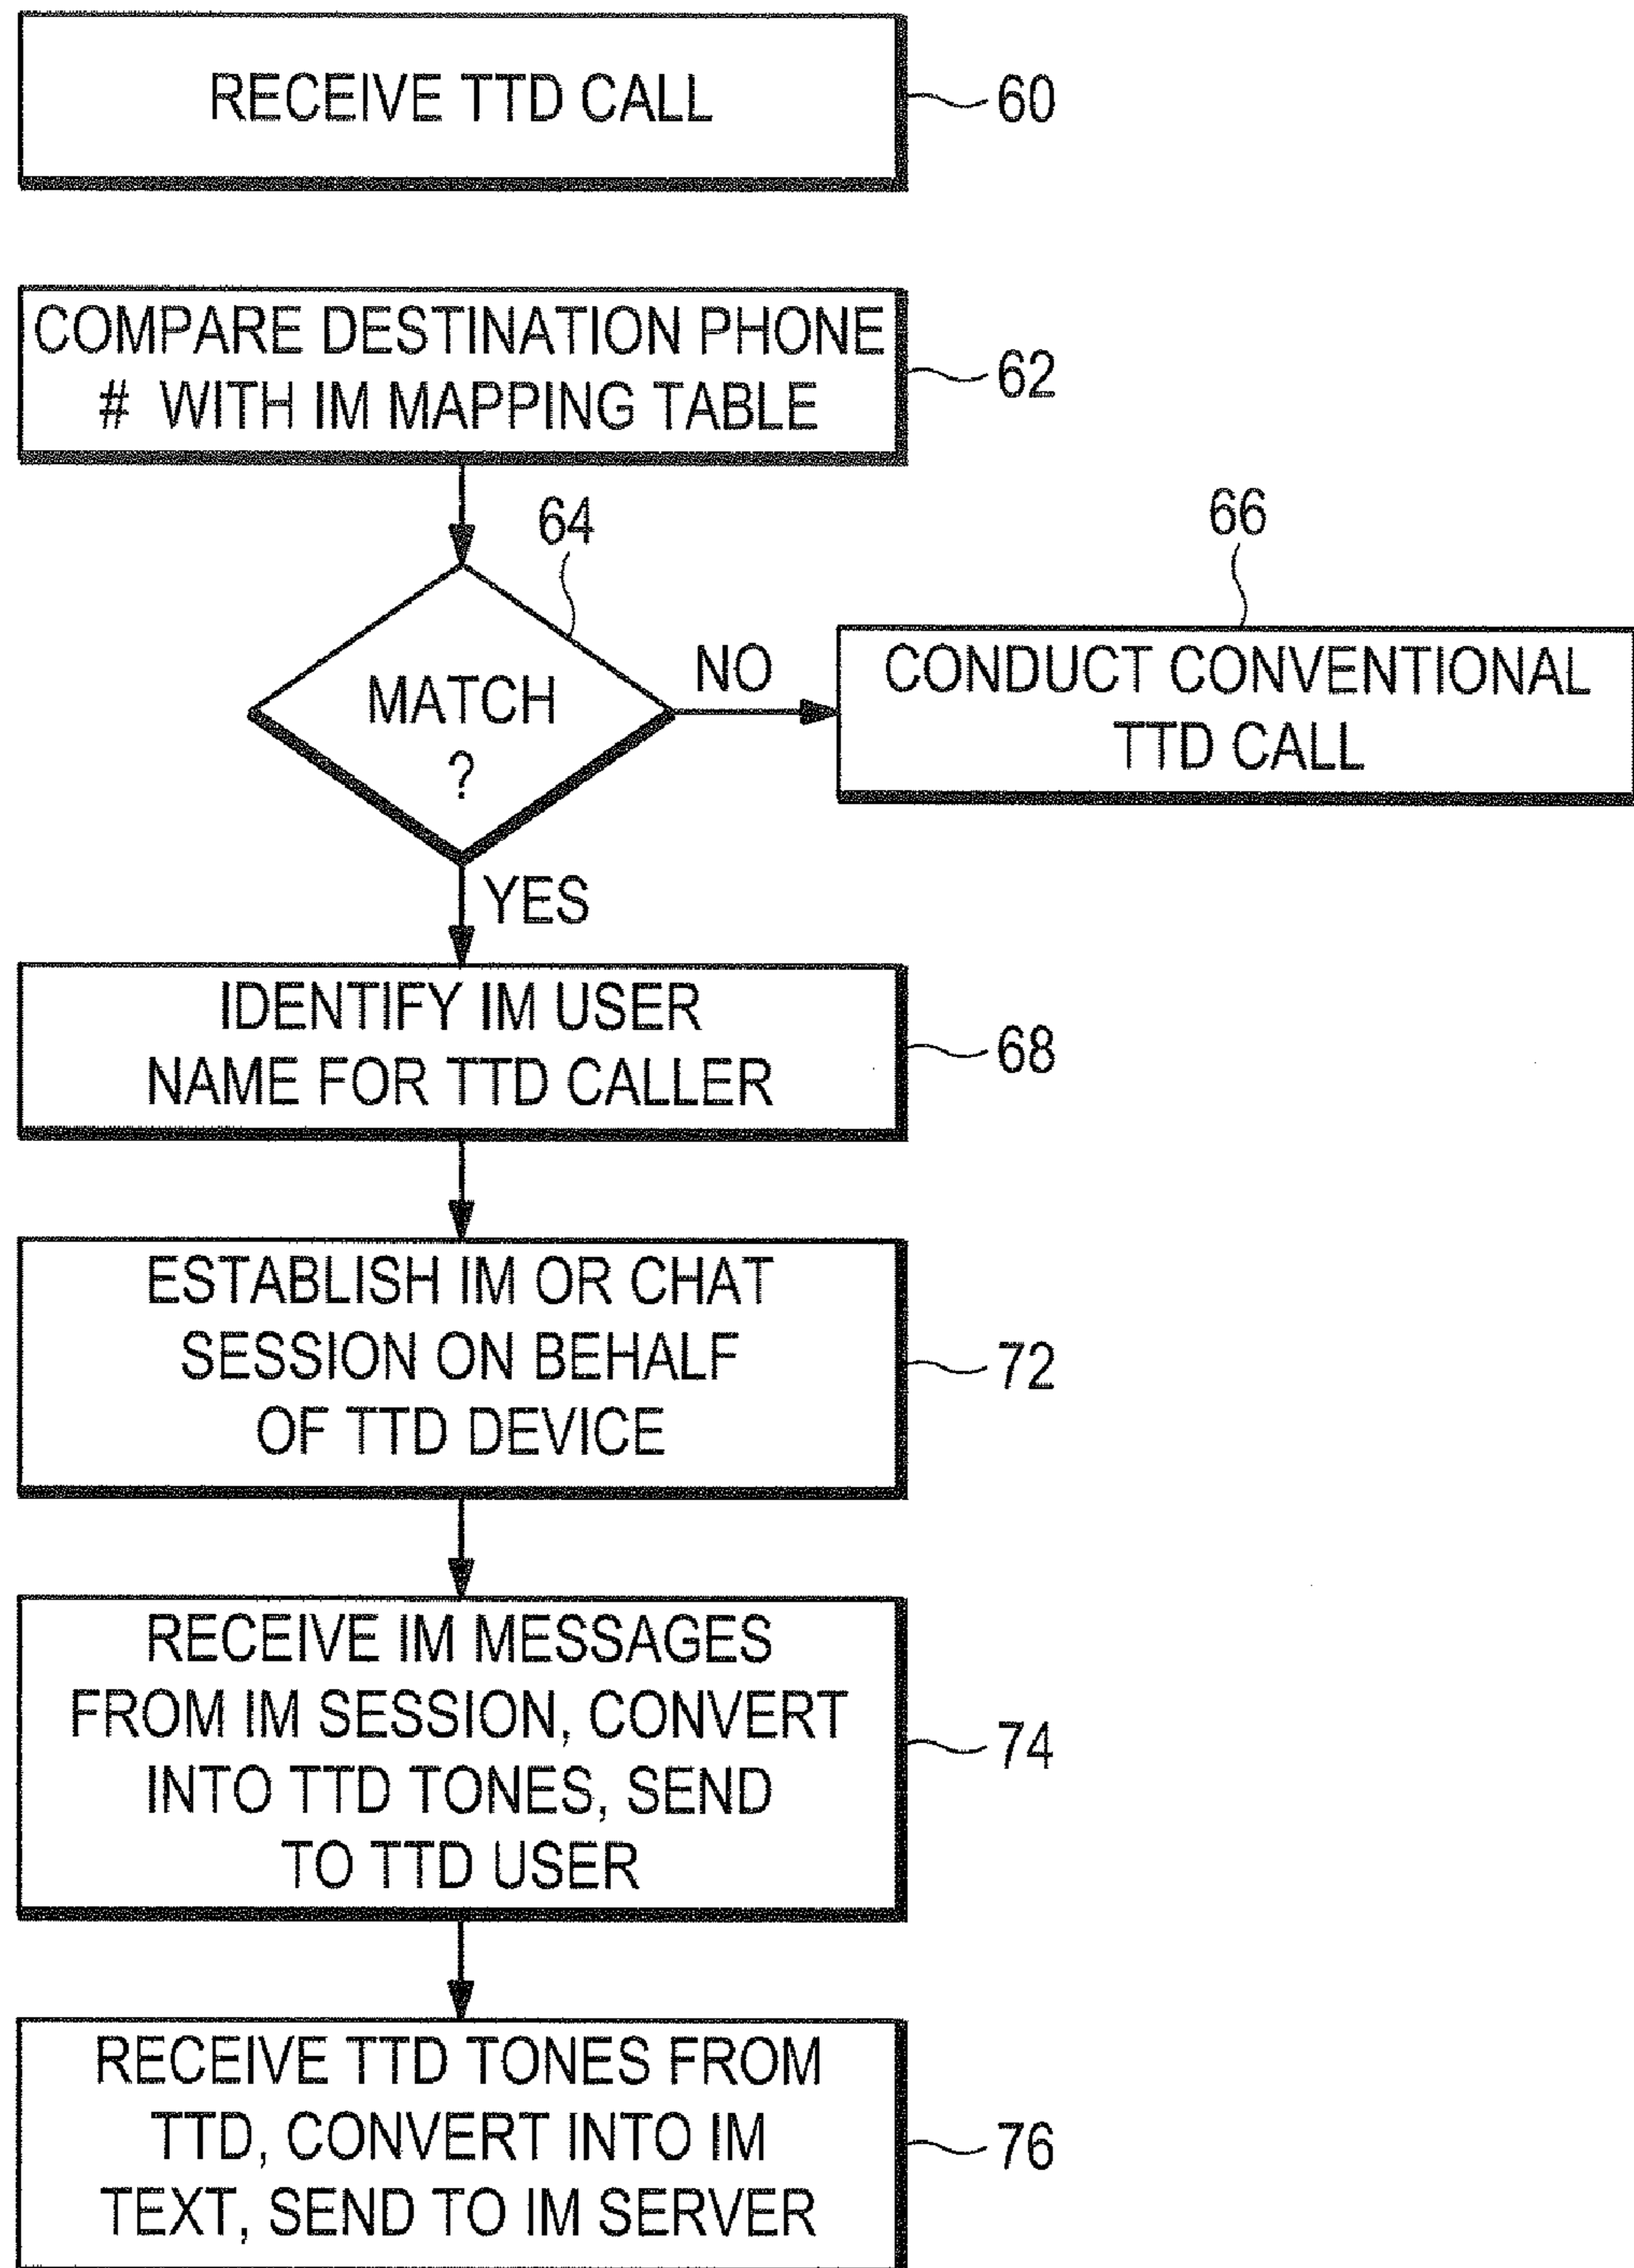 RECEIVE TTD CALL
60
COMPARE DESTINATION PHONE
# WITH IM MAPPING TABLE
62
64
MATCH
?
NO
66
CONDUCT CONVENTIONAL
TTD CALL
YES
IDENTIFY IM USER
NAME FOR TTD CALLER
68
ESTABLISH IM OR CHAT
SESSION ON BEHALF
OF TTD DEVICE
72
RECEIVE IM MESSAGES
FROM IM SESSION, CONVERT
INTO TTD TONES, SEND
TO TTD USER
74
RECEIVE TTD TONES FROM
TTD, CONVERT INTO IM
TEXT, SEND TO IM SERVER
76